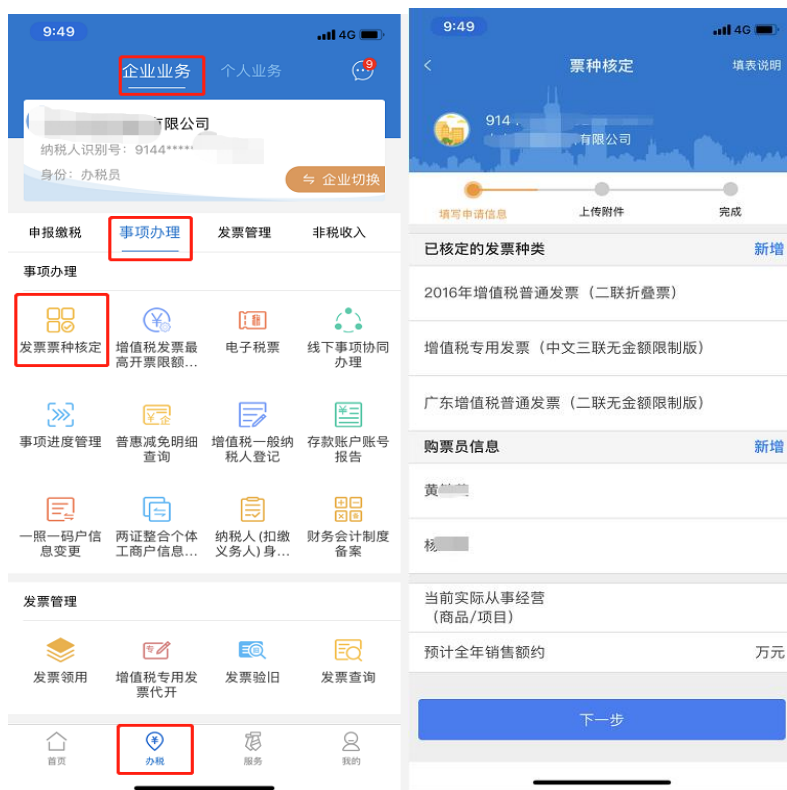 9:49
4G
企业业务
个人业务
9
有限公司
纳税人识别号：9144*****
身份：办税员
企业切换
申报缴税
事项办理
发票管理
非税收入
事项办理
发票票种核定
增值税发票最
高开票限额...
电子税票
线下事项协同
办理
事项进度管理
普惠减免明细
查询
增值税一般纳
税人登记
存款账户账号
报告
一照一码户信
息变更
两证整合个体
工商户信息...
纳税人(扣缴
义务人)身...
财务会计制度
备案
发票管理
发票领用
增值税专用发
票代开
发票验旧
发票查询
首页
办税
服务
我的
9:49
4G
票种核定
填表说明
914
有限公司
填写申请信息
上传附件
完成
已核定的发票种类
新增
2016年增值税普通发票（二联折叠票）
增值税专用发票（中文三联无金额限制版）
广东增值税普通发票（二联无金额限制版）
购票员信息
新增
黄
杨
当前实际从事经营
（商品/项目）
预计全年销售额约
万元
下一步